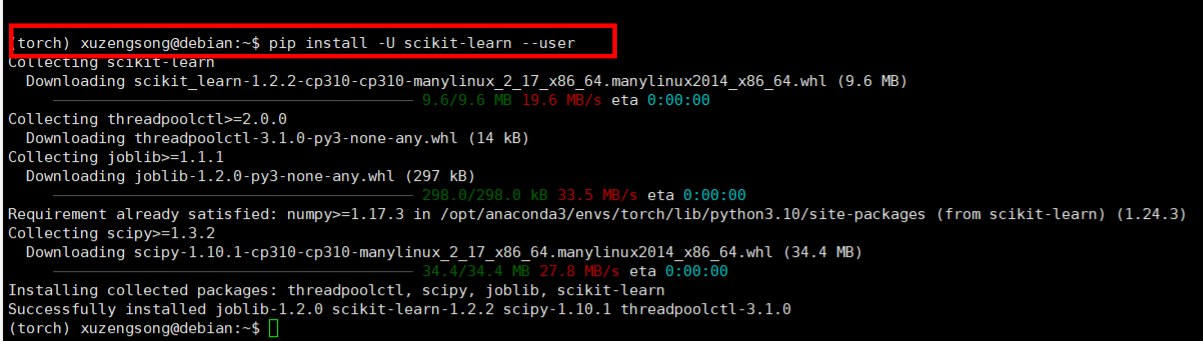 (torch) xuzengsong@debian:~$ pip install -U scikit-learn --user
Collecting scikit-learn
Downloading scikit_learn-1.2.2-cp310-cp310-manylinux_2_17_x86_64.manylinux2014_x86_64.whl (9.6 MB)
9.6/9.6 MB 19.6 MB/s eta 0:00:00
Collecting threadpoolctl>=2.0.0
Downloading threadpoolctl-3.1.0-py3-none-any.whl (14 kB)
Collecting joblib>=1.1.1
Downloading joblib-1.2.0-py3-none-any.whl (297 kB)
298.0/298.0 kB 33.5 MB/s eta 0:00:00
Requirement already satisfied: numpy>=1.17.3 in /opt/anaconda3/envs/torch/lib/python3.10/site-packages (from scikit-learn) (1.24.3)
Collecting scipy>=1.3.2
Downloading scipy-1.10.1-cp310-cp310-manylinux_2_17_x86_64.manylinux2014_x86_64.whl (34.4 MB)
34.4/34.4 MB 27.8 MB/s eta 0:00:00
Installing collected packages: threadpoolctl, scipy, joblib, scikit-learn
Successfully installed joblib-1.2.0 scikit-learn-1.2.2 scipy-1.10.1 threadpoolctl-3.1.0
(torch) xuzengsong@debian:~$